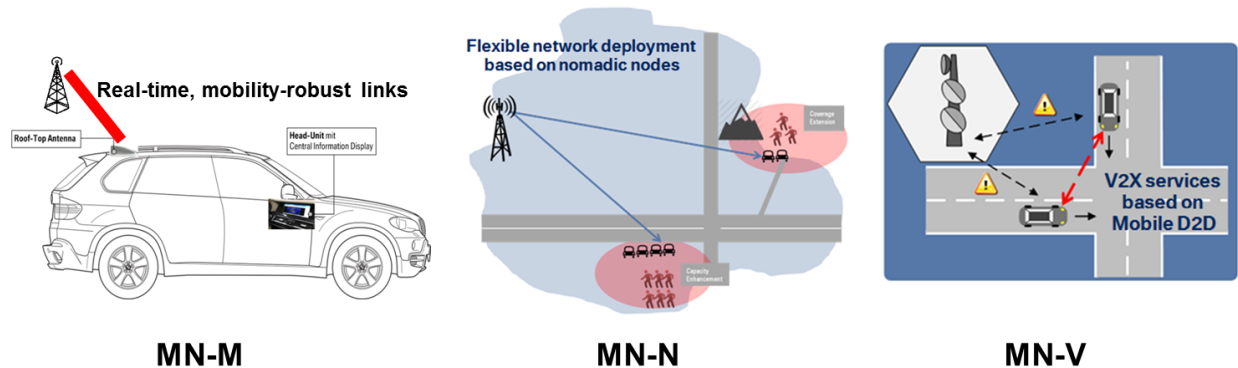 Real-time, mobility-robust links
Roof-Top Antenna
Head-Unit mit
Central Information Display
MN-M
Flexible network deployment
based on nomadic nodes
Coverage
Extension
Capacity
Enhancement
MN-N
V2X services
based on
Mobile D2D
MN-V